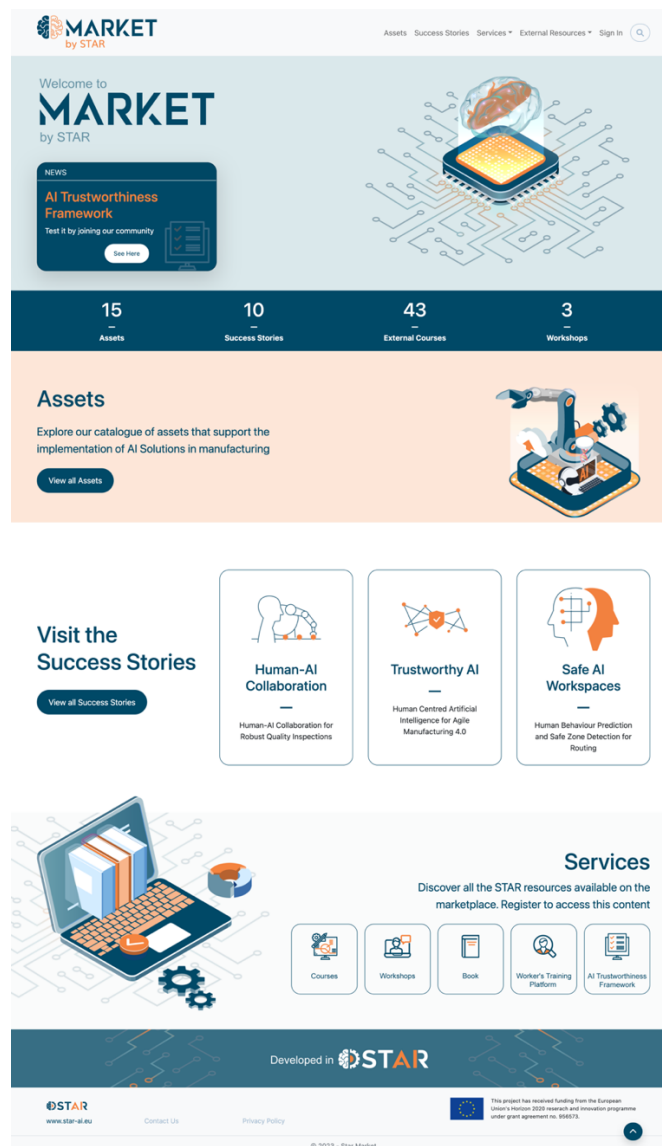 MARKET
by STAR
Assets Success Stories Services External Resources Sign In
Welcome to
MARKET
by STAR
NEWS
AI Trustworthiness
Framework
Test it by joining our community
See Here
15
Assets
10
Success Stories
43
External Courses
3
Workshops
Assets
Explore our catalogue of assets that support the
implementation of AI Solutions in manufacturing
View all Assets
AI
Visit the
Success Stories
View all Success Stories
Human-AI
Collaboration
Human-AI Collaboration for
Robust Quality Inspections
Trustworthy AI
Human Centred Artificial
Intelligence for Agile
Manufacturing 4.0
Safe AI
Workspaces
Human Behaviour Prediction
and Safe Zone Detection for
Routing
Services
Discover all the STAR resources available on the
marketplace. Register to access this content
Courses
Workshops
Book
Worker's Training
Platform
AI Trustworthiness
Framework
Developed in STAR
STAR
www.star-ai.eu
Contact Us
Privacy Policy
This project has received funding from the European
Union's Horizon 2020 reserach and innovation programme
under grant agreement no. 956573.
© 2023 - Star Market